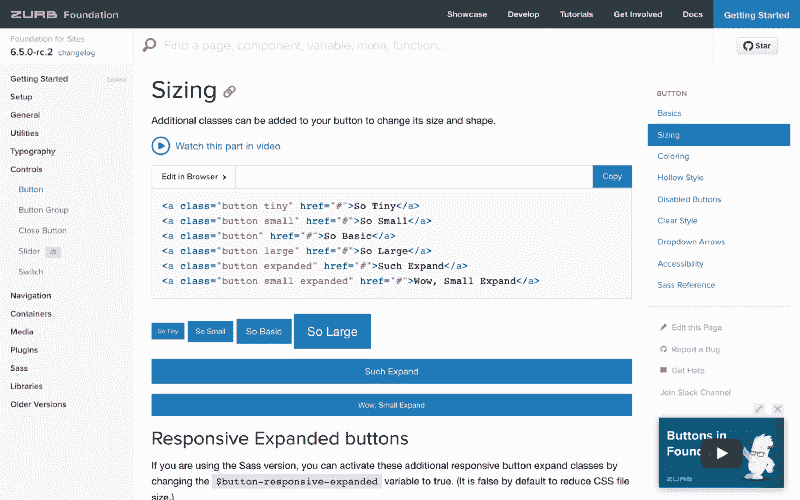 ZURB Foundation
Showcase
Develop
Tutorials
Get Involved
Docs
Getting Started
Foundation for Sites
6.5.0-rc.2 changelog
Find a page, component, variable, mixin, function...
Star
Getting Started
Expand
Setup
General
Utilities
Typography
Controls
Button
Button Group
Close Button
Slider JS
Switch
Navigation
Containers
Media
Plugins
Sass
Libraries
Older Versions
Sizing
Additional classes can be added to your button to change its size and shape.
Watch this part in video
Edit in Browser
Copy
<a class="button tiny" href="#">So Tiny</a>
<a class="button small" href="#">So Small</a>
<a class="button" href="#">So Basic</a>
<a class="button large" href="#">So Large</a>
<a class="button expanded" href="#">Such Expand</a>
<a class="button small expanded" href="#">Wow, Small Expand</a>
So Tiny
So Small
So Basic
So Large
Such Expand
Wow, Small Expand
Responsive Expanded buttons
If you are using the Sass version, you can activate these additional responsive button expand classes by
changing the $button-responsive-expanded variable to true. (It is false by default to reduce CSS file
size.)
BUTTON
Basics
Sizing
Coloring
Hollow Style
Disabled Buttons
Clear Style
Dropdown Arrows
Accessibility
Sass Reference
Edit this Page
Report a Bug
Get Help
Join Slack Channel
Buttons in
Found
ZURB